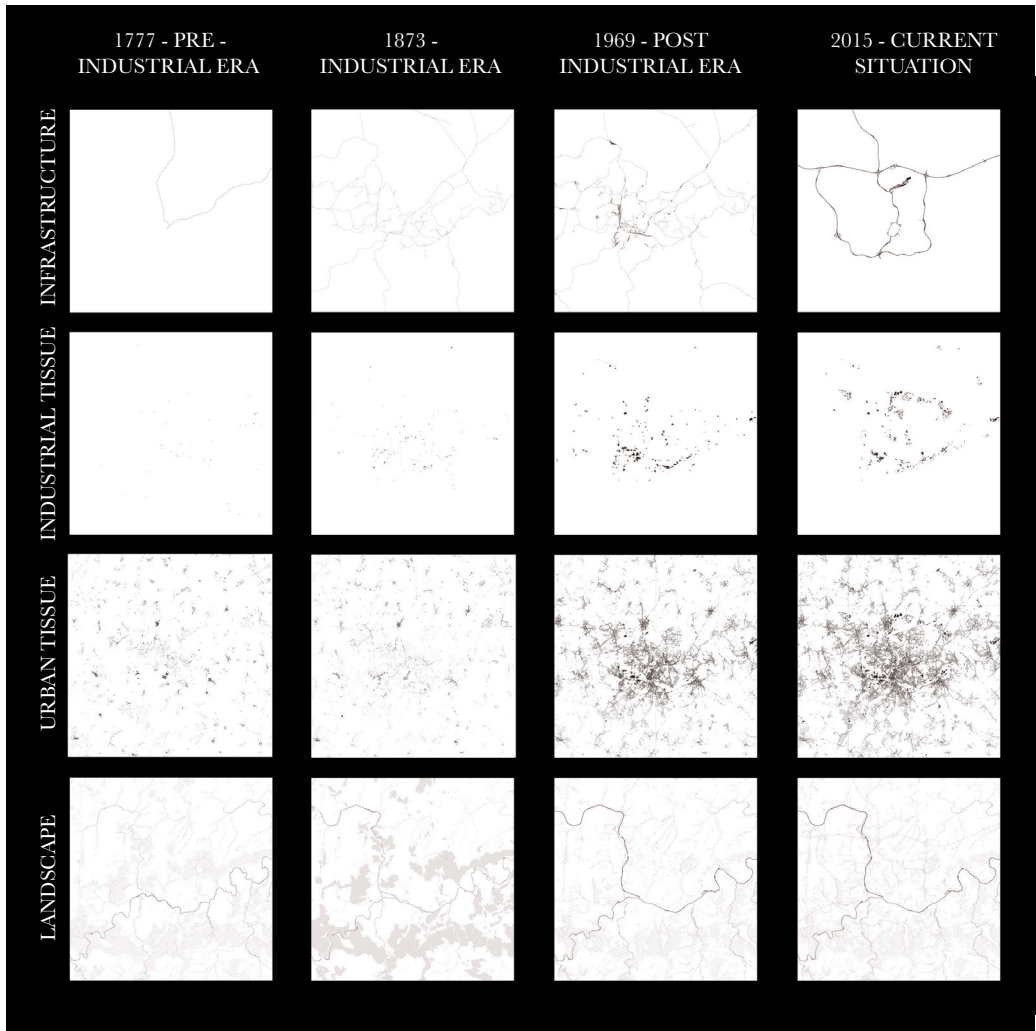 1777 - PRE -
INDUSTRIAL ERA
1873 -
INDUSTRIAL ERA
1969 - POST
INDUSTRIAL ERA
2015 - CURRENT
SITUATION
INFRASTRUCTURE
INDUSTRIAL TISSUE
URBAN TISSUE
LANDSCAPE